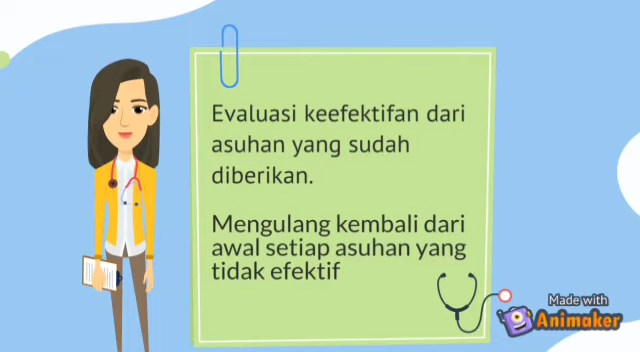 Evaluasi keefektifan dari
asuhan yang sudah
diberikan.
Mengulang kembali dari
awal setiap asuhan yang
tidak efektif
Made with
Animaker